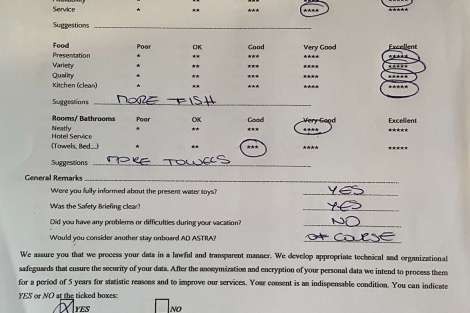 Service * ** *** **** *****
Suggestions
Food Poor OK Good Very Good Excellent
Presentation * ** *** **** *****
Variety * ** *** **** *****
Quality * ** *** **** *****
Kitchen (clean) * ** *** **** *****
Suggestions MORE FISH
Rooms/ Bathrooms Poor OK Good Very Good Excellent
Neatly * ** *** **** *****
Hotel Service
(Towels, Bed...) * ** *** **** *****
Suggestions MORE TOWELS
General Remarks
Were you fully informed about the present water toys? YES
Was the Safety Briefing clear? YES
Did you have any problems or difficulties during your vacation? NO
Would you consider another stay onboard AD ASTRA? OF COURSE
We assure you that we process your data in a lawful and transparent manner. We develop appropriate technical and organizational
safeguards that ensure the security of your data. After the anonymization and encryption of your personal data we intend to process them
for a period of 5 years for statistic reasons and to improve our services. Your consent is an indispensable condition. You can indicate
YES or NO at the ticked boxes:
X YES NO